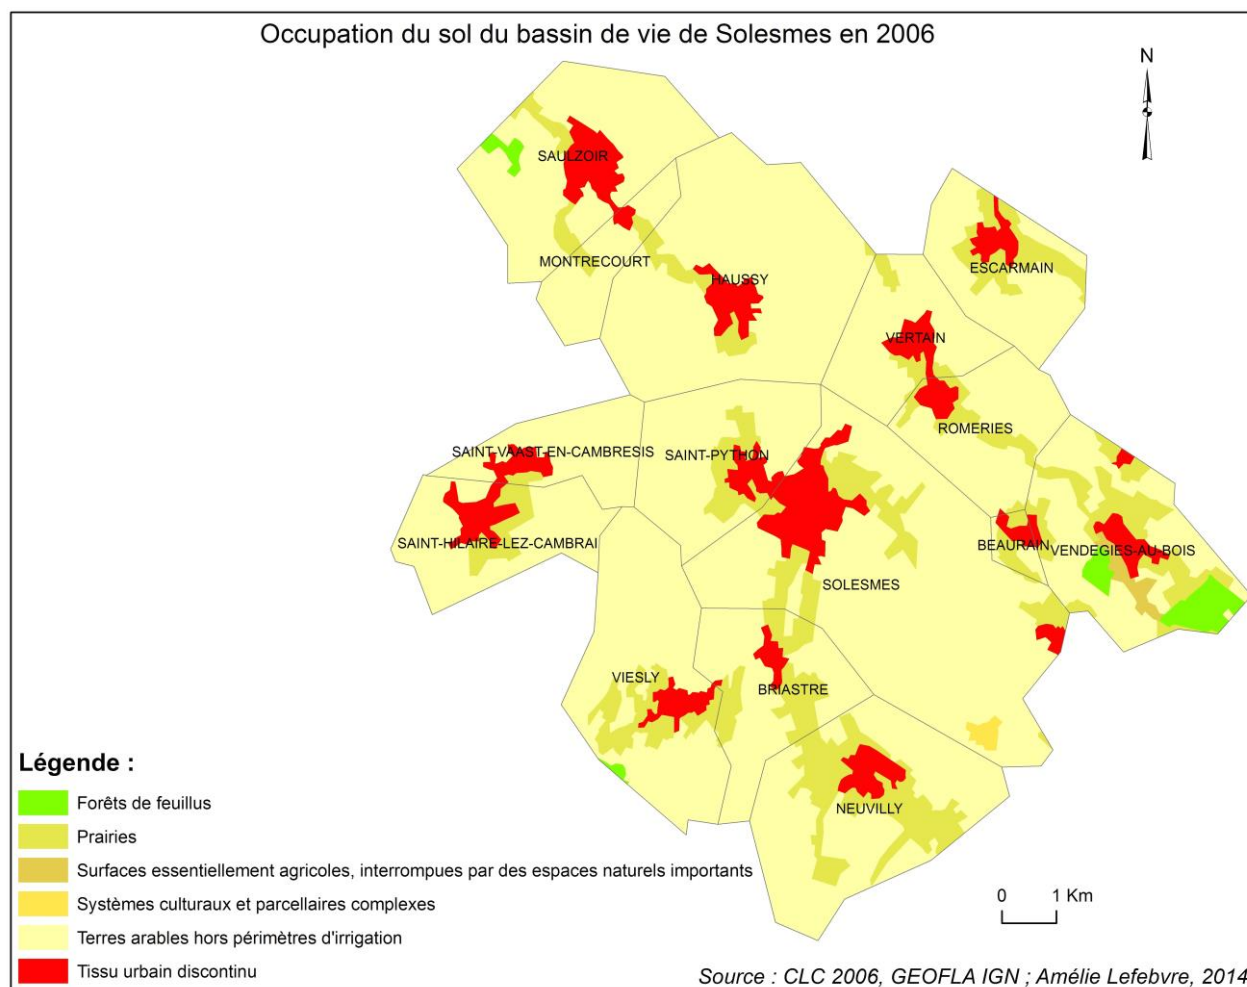 Occupation du sol du bassin de vie de Solesmes en 2006
N
SAULZOIR
MONTRECOURT
HAUSSY
ESCARMAIN
VERTAIN
ROMERIES
SAINT-VAAST-EN-CAMBRESIS
SAINT-PYTHON
SAINT-HILAIRE-LEZ-CAMBRAI
BEAURAIN
VENDEGIES-AU-BOIS
SOLESMES
VIESLY
BRIASTRE
NEUVILLY
Légende :
Forêts de feuillus
Prairies
Surfaces essentiellement agricoles, interrompues par des espaces naturels importants
Systèmes culturaux et parcellaires complexes
Terres arables hors périmètres d'irrigation
Tissu urbain discontinu
0 1 Km
Source : CLC 2006, GEOFLA IGN ; Amélie Lefebvre, 2014